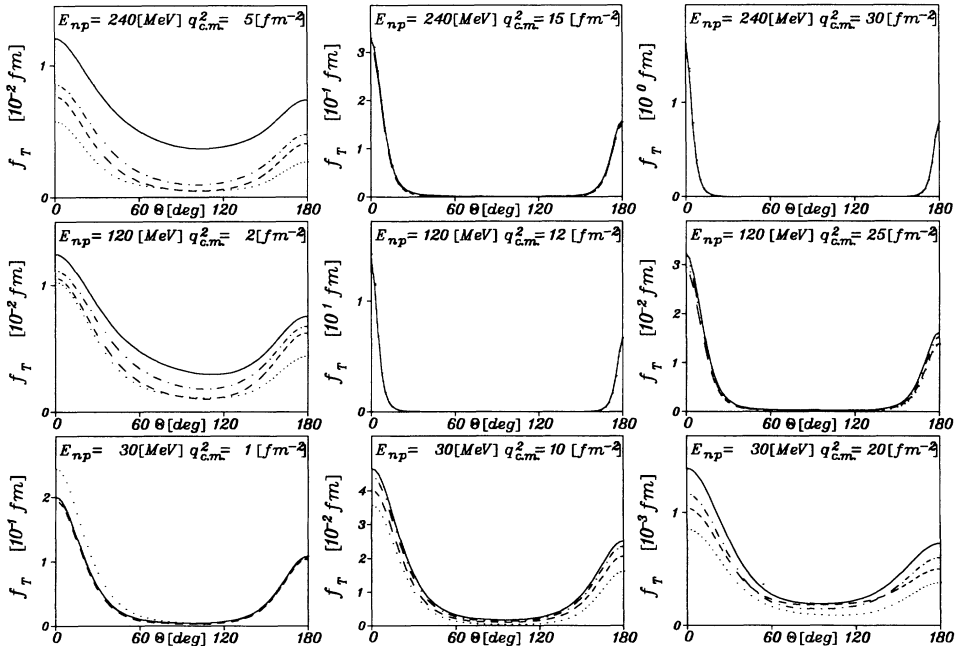 E_np = 240 [MeV] q²_c.m. = 5 [fm⁻²]
f_T [10⁻² fm]
1
0
0 60 Θ [deg] 120 180
E_np = 240 [MeV] q²_c.m. = 15 [fm⁻²]
f_T [10⁻¹ fm]
3
2
1
0
0 60 Θ [deg] 120 180
E_np = 240 [MeV] q²_c.m. = 30 [fm⁻²]
f_T [10⁰ fm]
1
0
0 60 Θ [deg] 120 180
E_np = 120 [MeV] q²_c.m. = 2 [fm⁻²]
f_T [10⁻² fm]
1
0
0 60 Θ [deg] 120 180
E_np = 120 [MeV] q²_c.m. = 12 [fm⁻²]
f_T [10¹ fm]
1
0
0 60 Θ [deg] 120 180
E_np = 120 [MeV] q²_c.m. = 25 [fm⁻²]
f_T [10⁻² fm]
3
2
1
0
0 60 Θ [deg] 120 180
E_np = 30 [MeV] q²_c.m. = 1 [fm⁻²]
f_T [10⁻¹ fm]
2
1
0
0 60 Θ [deg] 120 180
E_np = 30 [MeV] q²_c.m. = 10 [fm⁻²]
f_T [10⁻² fm]
4
3
2
1
0
0 60 Θ [deg] 120 180
E_np = 30 [MeV] q²_c.m. = 20 [fm⁻²]
f_T [10⁻³ fm]
1
0
0 60 Θ [deg] 120 180